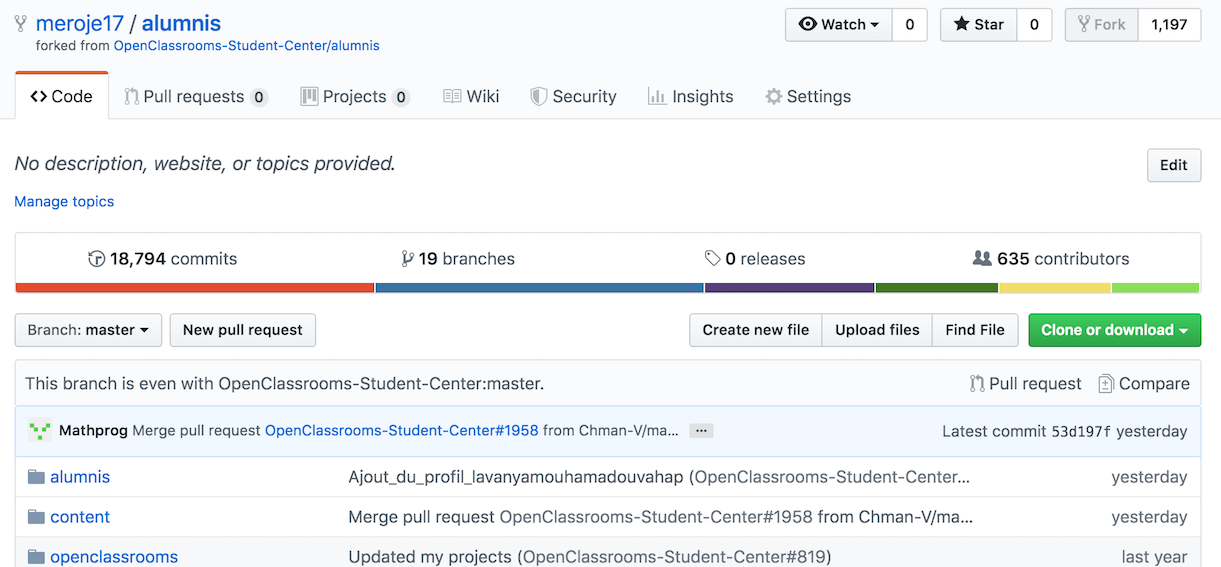 meroje17 / alumnis
Watch 0 Star 0 Fork 1,197
forked from OpenClassrooms-Student-Center/alumnis
Code Pull requests 0 Projects 0 Wiki Security Insights Settings
No description, website, or topics provided. Edit
Manage topics
18,794 commits 19 branches 0 releases 635 contributors
Branch: master New pull request Create new file Upload files Find File Clone or download
This branch is even with OpenClassrooms-Student-Center:master. Pull request Compare
Mathprog Merge pull request OpenClassrooms-Student-Center#1958 from Chman-V/ma... ... Latest commit 53d197f yesterday
alumnis Ajout_du_profil_lavanyamouhamadouvahap (OpenClassrooms-Student-Center... yesterday
content Merge pull request OpenClassrooms-Student-Center#1958 from Chman-V/ma... yesterday
openclassrooms Updated my projects (OpenClassrooms-Student-Center#819) last year